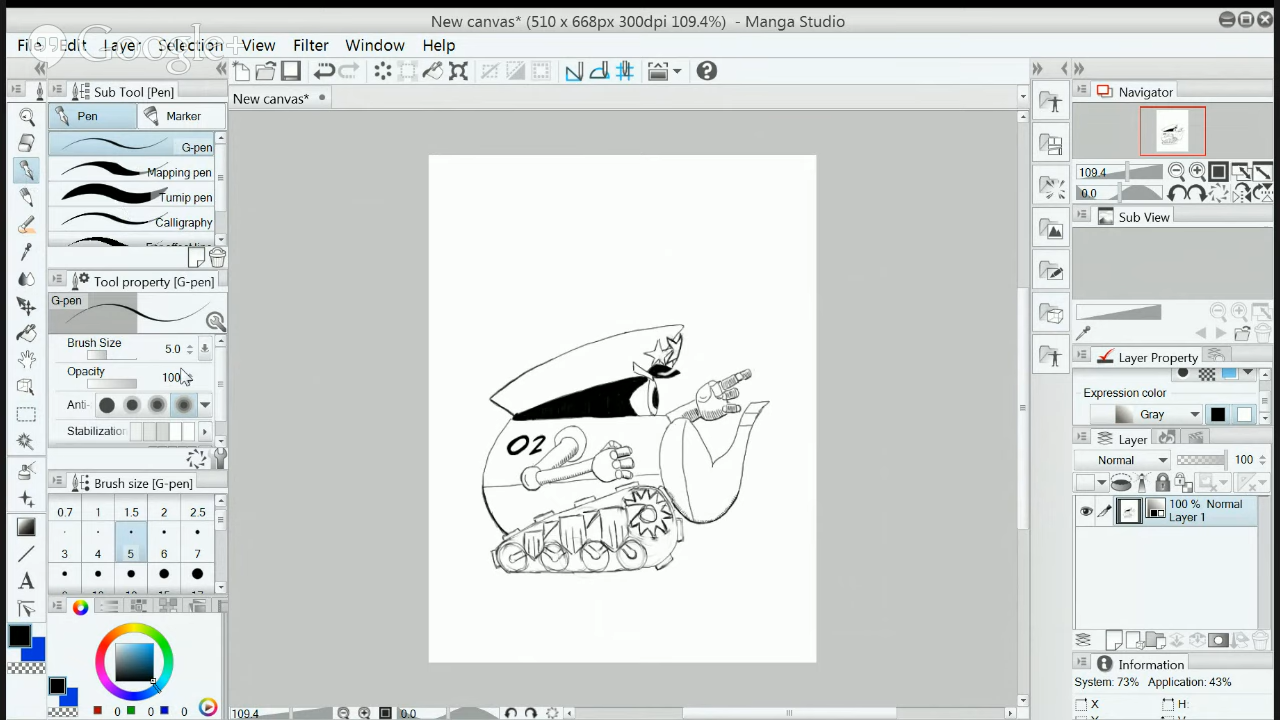 New canvas* (510 x 668px 300dpi 109.4%) - Manga Studio
File Edit Layer Selection View Filter Window Help
Google+
Sub Tool [Pen]
New canvas*
Navigator
Pen Marker
G-pen
Mapping pen
Turnip pen
Calligraphy
109.4
0.0
Sub View
Tool property [G-pen]
G-pen
Brush Size 5.0
Opacity 100
Anti-
Stabilization
Layer Property
Expression color
Gray
Layer
Normal 100
100 % Normal
Layer 1
02
Brush size [G-pen]
0.7 1 1.5 2 2.5
3 4 5 6 7
0 0 0
109.4 0.0
Information
System: 73% Application: 43%
X H: